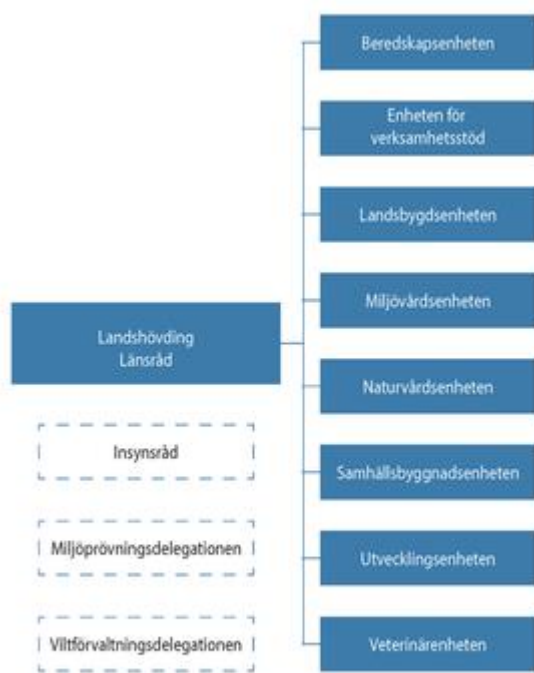 Beredskapsenheten
Enheten för
verksamhetsstöd
Landsbygdsenheten
Miljövårdsenheten
Landshövding
Länsråd
Naturvårdsenheten
Insynsråd
Samhällsbyggnadsenheten
Miljöprövningsdelegationen
Utvecklingsenheten
Viltförvaltningsdelegationen
Veterinärenheten